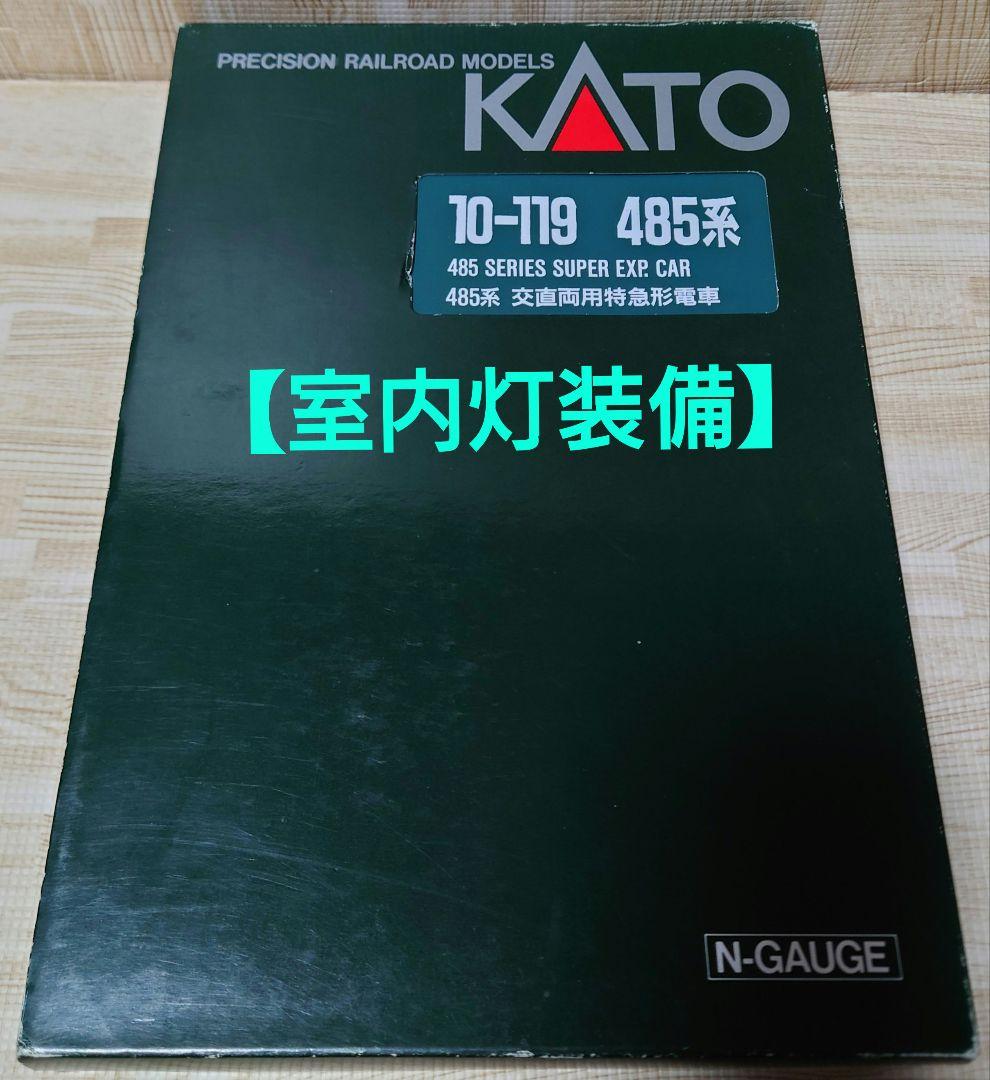 PRECISION RAILROAD MODELS
KATO
10-119 485系
485 SERIES SUPER EXP. CAR
485系 交直両用特急形電車
【室内灯装備】
N-GAUGE